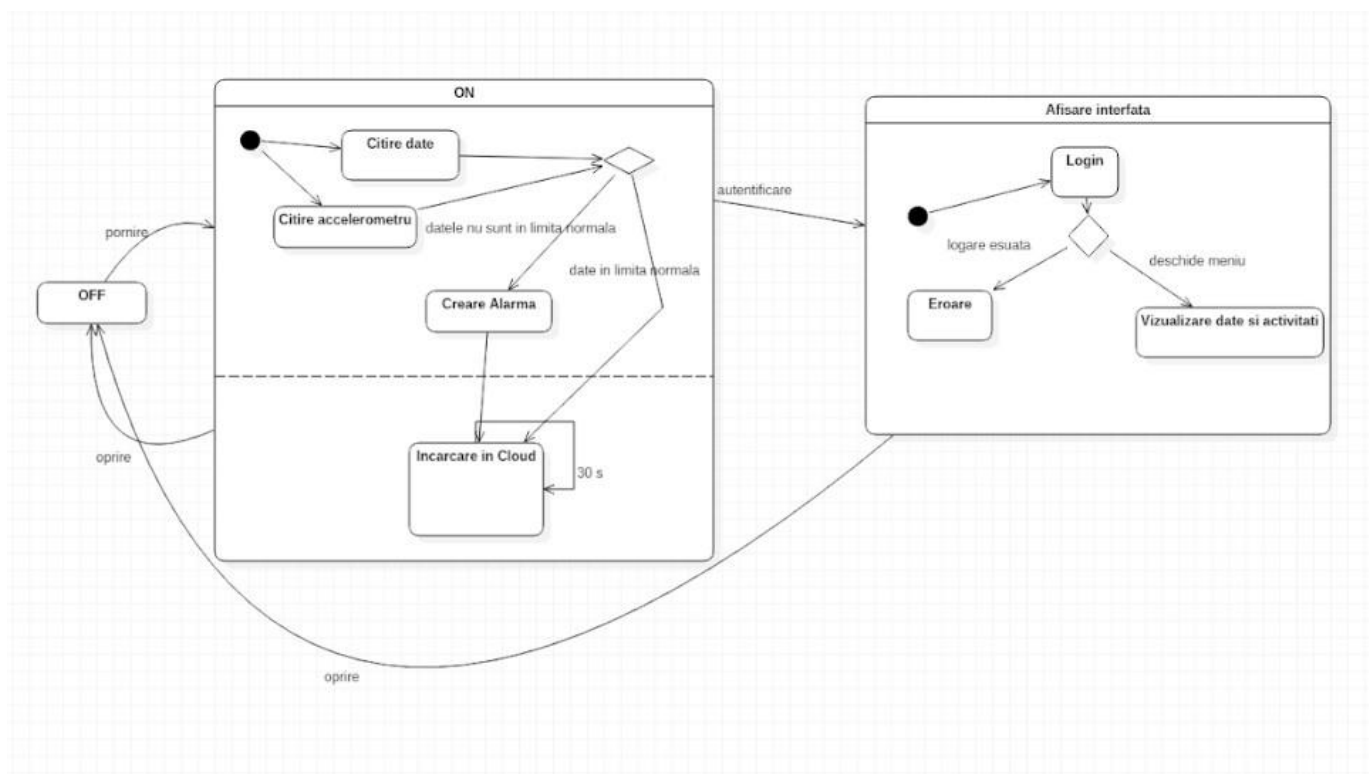 ON
Citire date
Citire accelerometru
datele nu sunt in limita normala
date in limita normala
Creare Alarma
Incarcare in Cloud
30 s
pornire
OFF
oprire
oprire
autentificare
Afisare interfata
Login
logare esuata
deschide meniu
Eroare
Vizualizare date si activitati